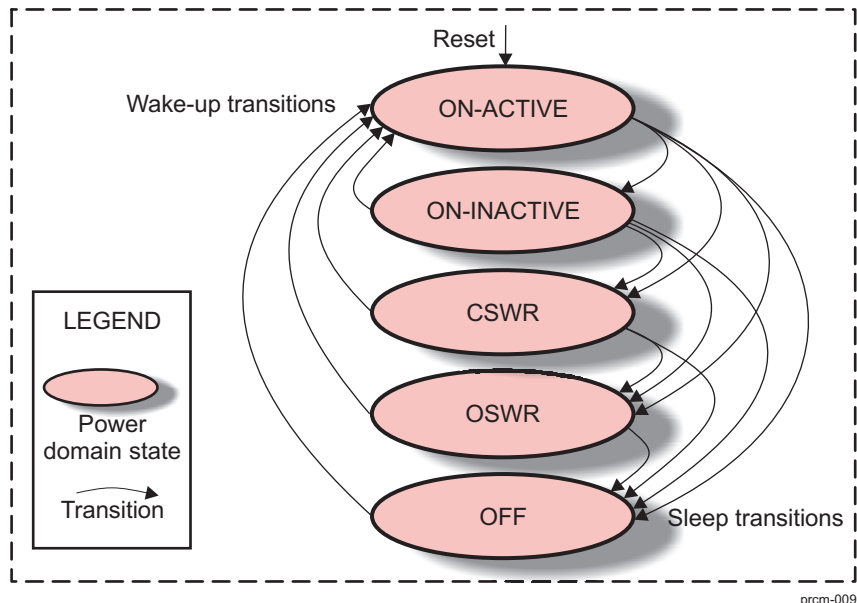 Reset
Wake-up transitions
ON-ACTIVE
ON-INACTIVE
CSWR
OSWR
OFF
Sleep transitions
LEGEND
Power
domain state
Transition
prcm-009